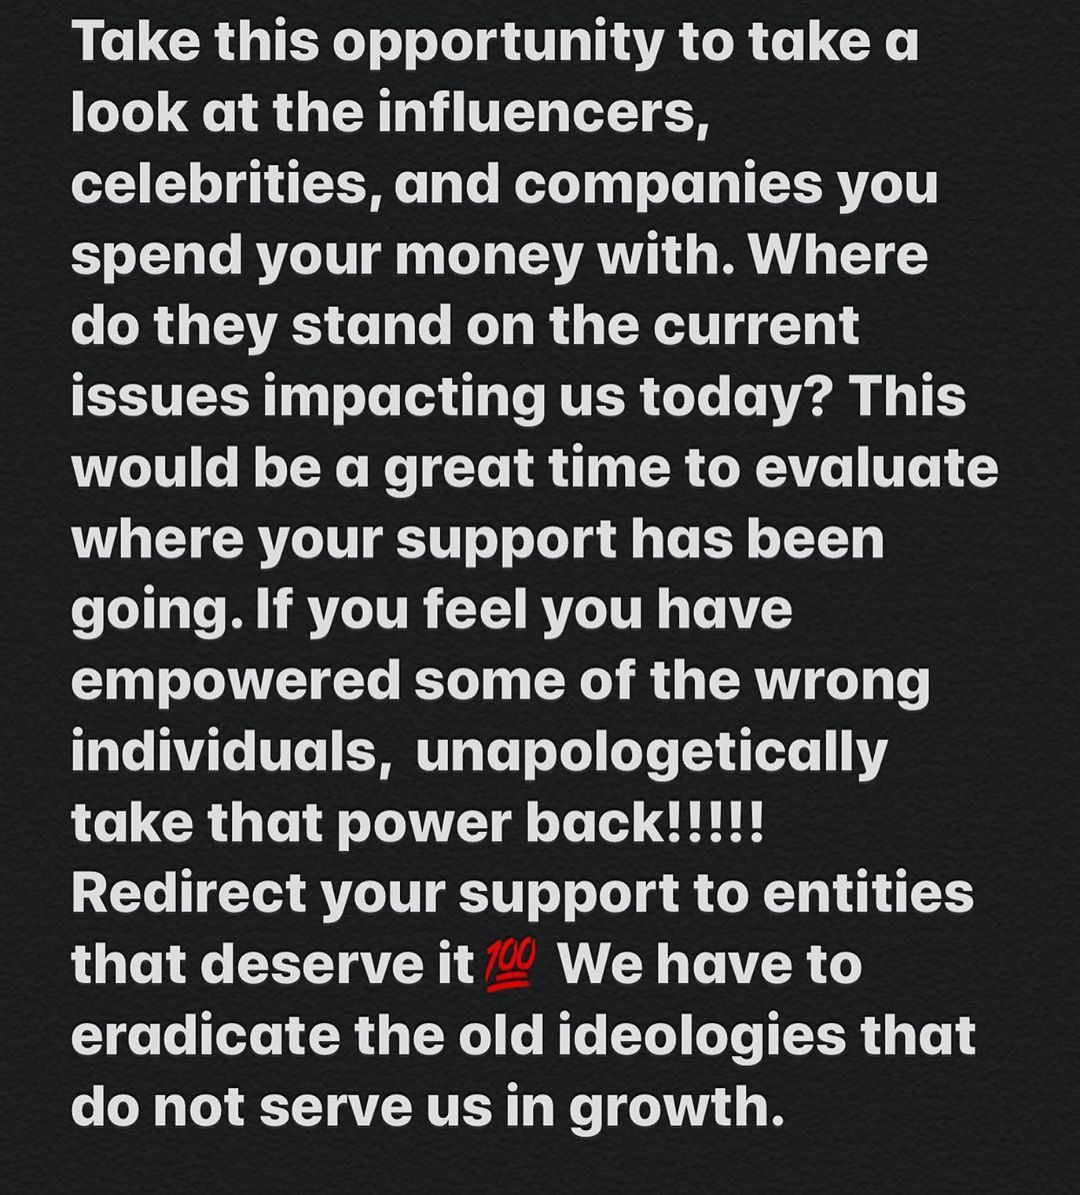 Take this opportunity to take a
look at the influencers,
celebrities, and companies you
spend your money with. Where
do they stand on the current
issues impacting us today? This
would be a great time to evaluate
where your support has been
going. If you feel you have
empowered some of the wrong
individuals,  unapologetically
take that power back!!!!!
Redirect your support to entities
that deserve it💯 We have to
eradicate the old ideologies that
do not serve us in growth.